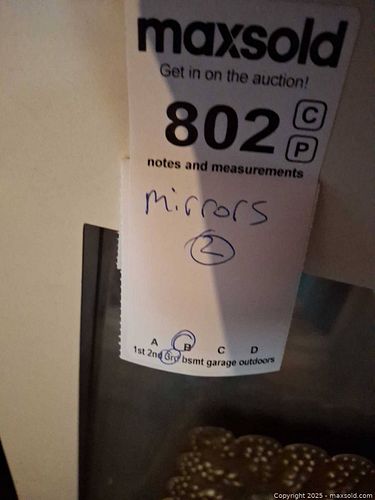 maxsold
Get in on the auction!
802 C
P
notes and measurements
Mirrors
2
A B C D
1st 2nd 3rd bsmt garage outdoors
Copyright 2025 - maxsold.com